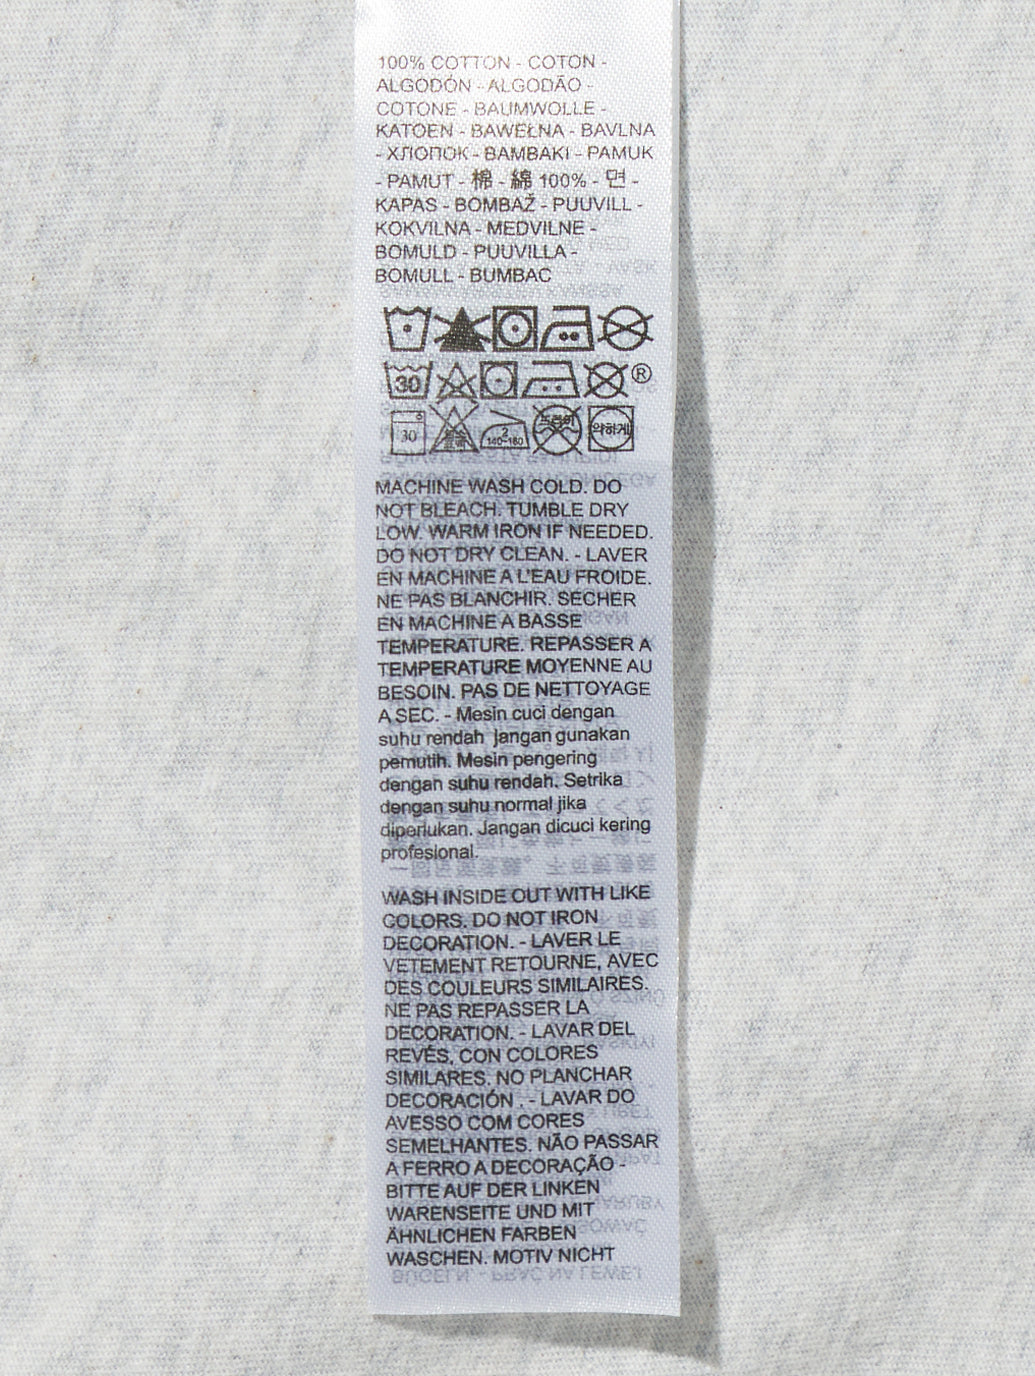 100% COTTON - COTON -
ALGODÓN - ALGODÃO -
COTONE - BAUMWOLLE -
KATOEN - BAWEŁNA - BAVLNA
- ХЛОПОК - BAMBAKI - PAMUK
- PAMUT - 棉 - 綿 100% - 면 -
KAPAS - BOMBAŽ - PUUVILL -
KOKVILNA - MEDVILNE -
BOMULD - PUUVILLA -
BOMULL - BUMBAC
30 ®
30 2 140-160 약하게
MACHINE WASH COLD. DO
NOT BLEACH. TUMBLE DRY
LOW. WARM IRON IF NEEDED.
DO NOT DRY CLEAN. - LAVER
EN MACHINE A L'EAU FROIDE.
NE PAS BLANCHIR. SECHER
EN MACHINE A BASSE
TEMPERATURE. REPASSER A
TEMPERATURE MOYENNE AU
BESOIN. PAS DE NETTOYAGE
A SEC. - Mesin cuci dengan
suhu rendah jangan gunakan
pemutih. Mesin pengering
dengan suhu rendah. Setrika
dengan suhu normal jika
diperlukan. Jangan dicuci kering
profesional.
WASH INSIDE OUT WITH LIKE
COLORS. DO NOT IRON
DECORATION. - LAVER LE
VETEMENT RETOURNE, AVEC
DES COULEURS SIMILAIRES.
NE PAS REPASSER LA
DECORATION. - LAVAR DEL
REVÉS, CON COLORES
SIMILARES. NO PLANCHAR
DECORACIÓN . - LAVAR DO
AVESSO COM CORES
SEMELHANTES. NÃO PASSAR
A FERRO A DECORAÇÃO -
BITTE AUF DER LINKEN
WARENSEITE UND MIT
ÄHNLICHEN FARBEN
WASCHEN. MOTIV NICHT